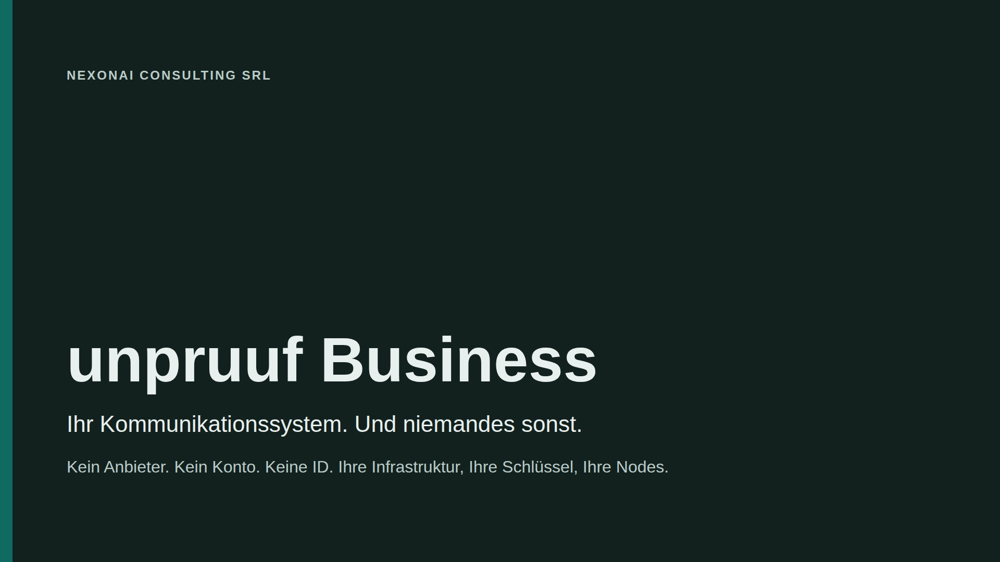 NEXONAI CONSULTING SRL
unpruuf Business
Ihr Kommunikationssystem. Und niemandes sonst.
Kein Anbieter. Kein Konto. Keine ID. Ihre Infrastruktur, Ihre Schlüssel, Ihre Nodes.